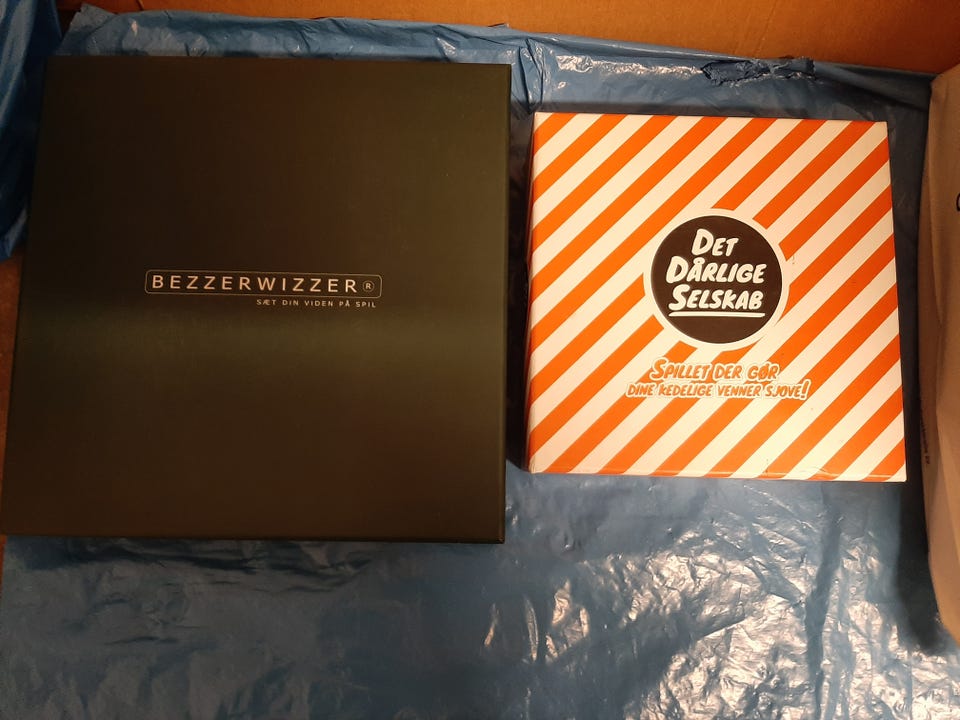 BEZZERWIZZER®
SÆT DIN VIDEN PÅ SPIL
DET
DÅRLIGE
SELSKAB
SPILLET DER GØR
DINE KEDELIGE VENNER SJOVE!